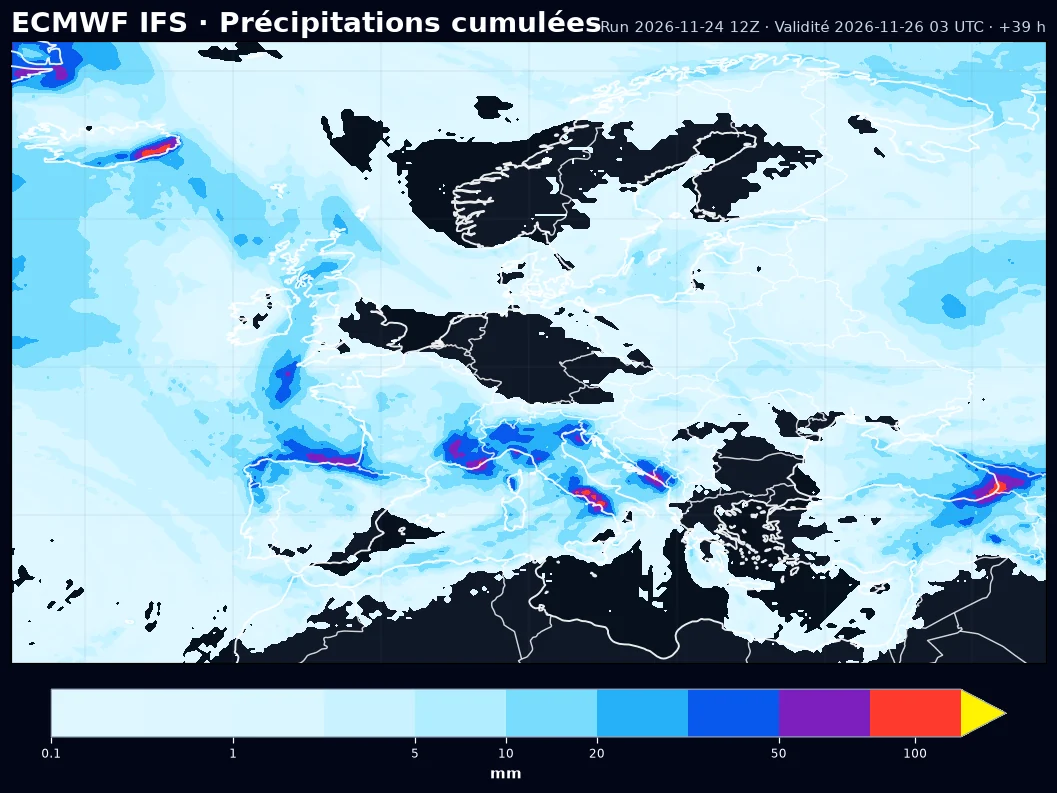 ECMWF IFS · Précipitations cumulées
Run 2026-11-24 12Z · Validité 2026-11-26 03 UTC · +39 h
0.1 1 5 10 20 50 100
mm